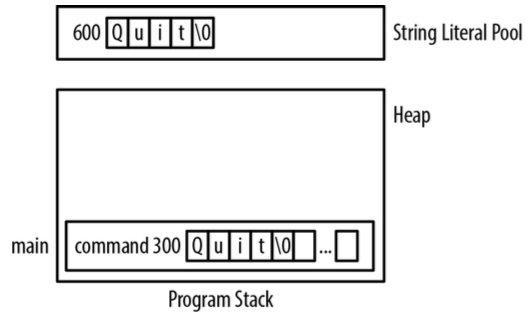 600 Q u i t \0 String Literal Pool
Heap
main command 300 Q u i t \0 ...
Program Stack